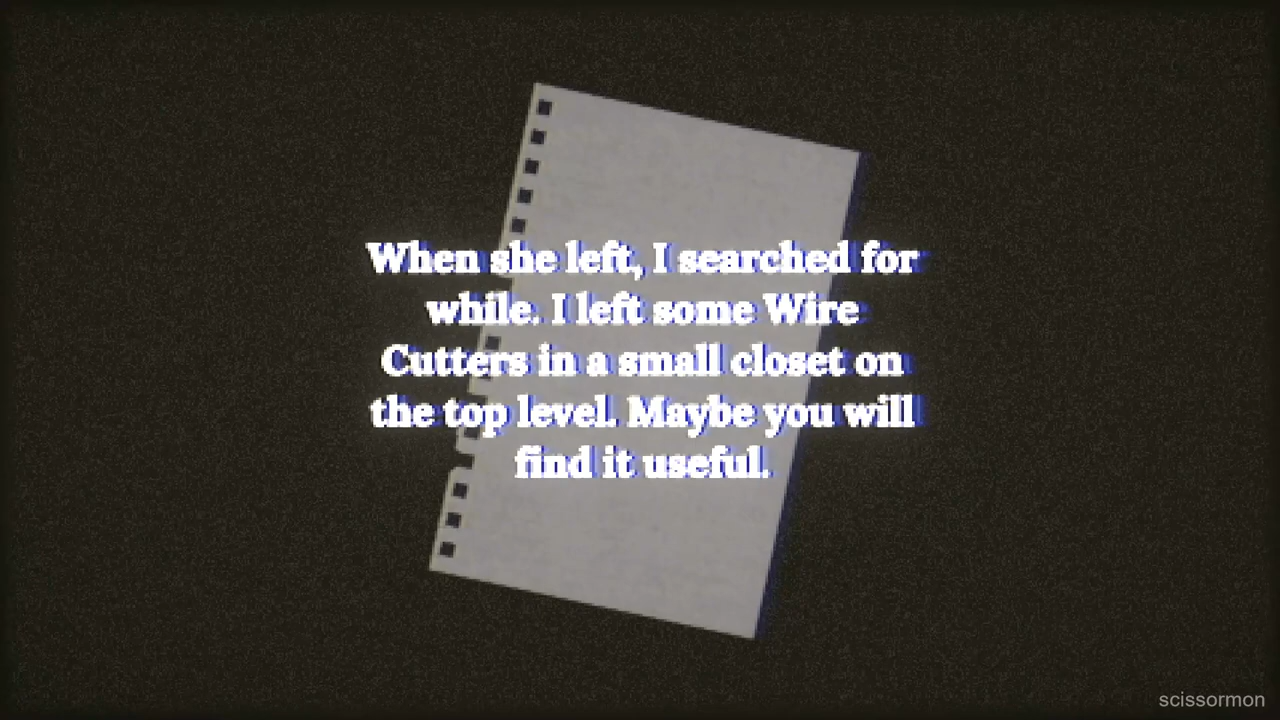 When she left, I searched for
while. I left some Wire
Cutters in a small closet on
the top level. Maybe you will
find it useful.
scissormon